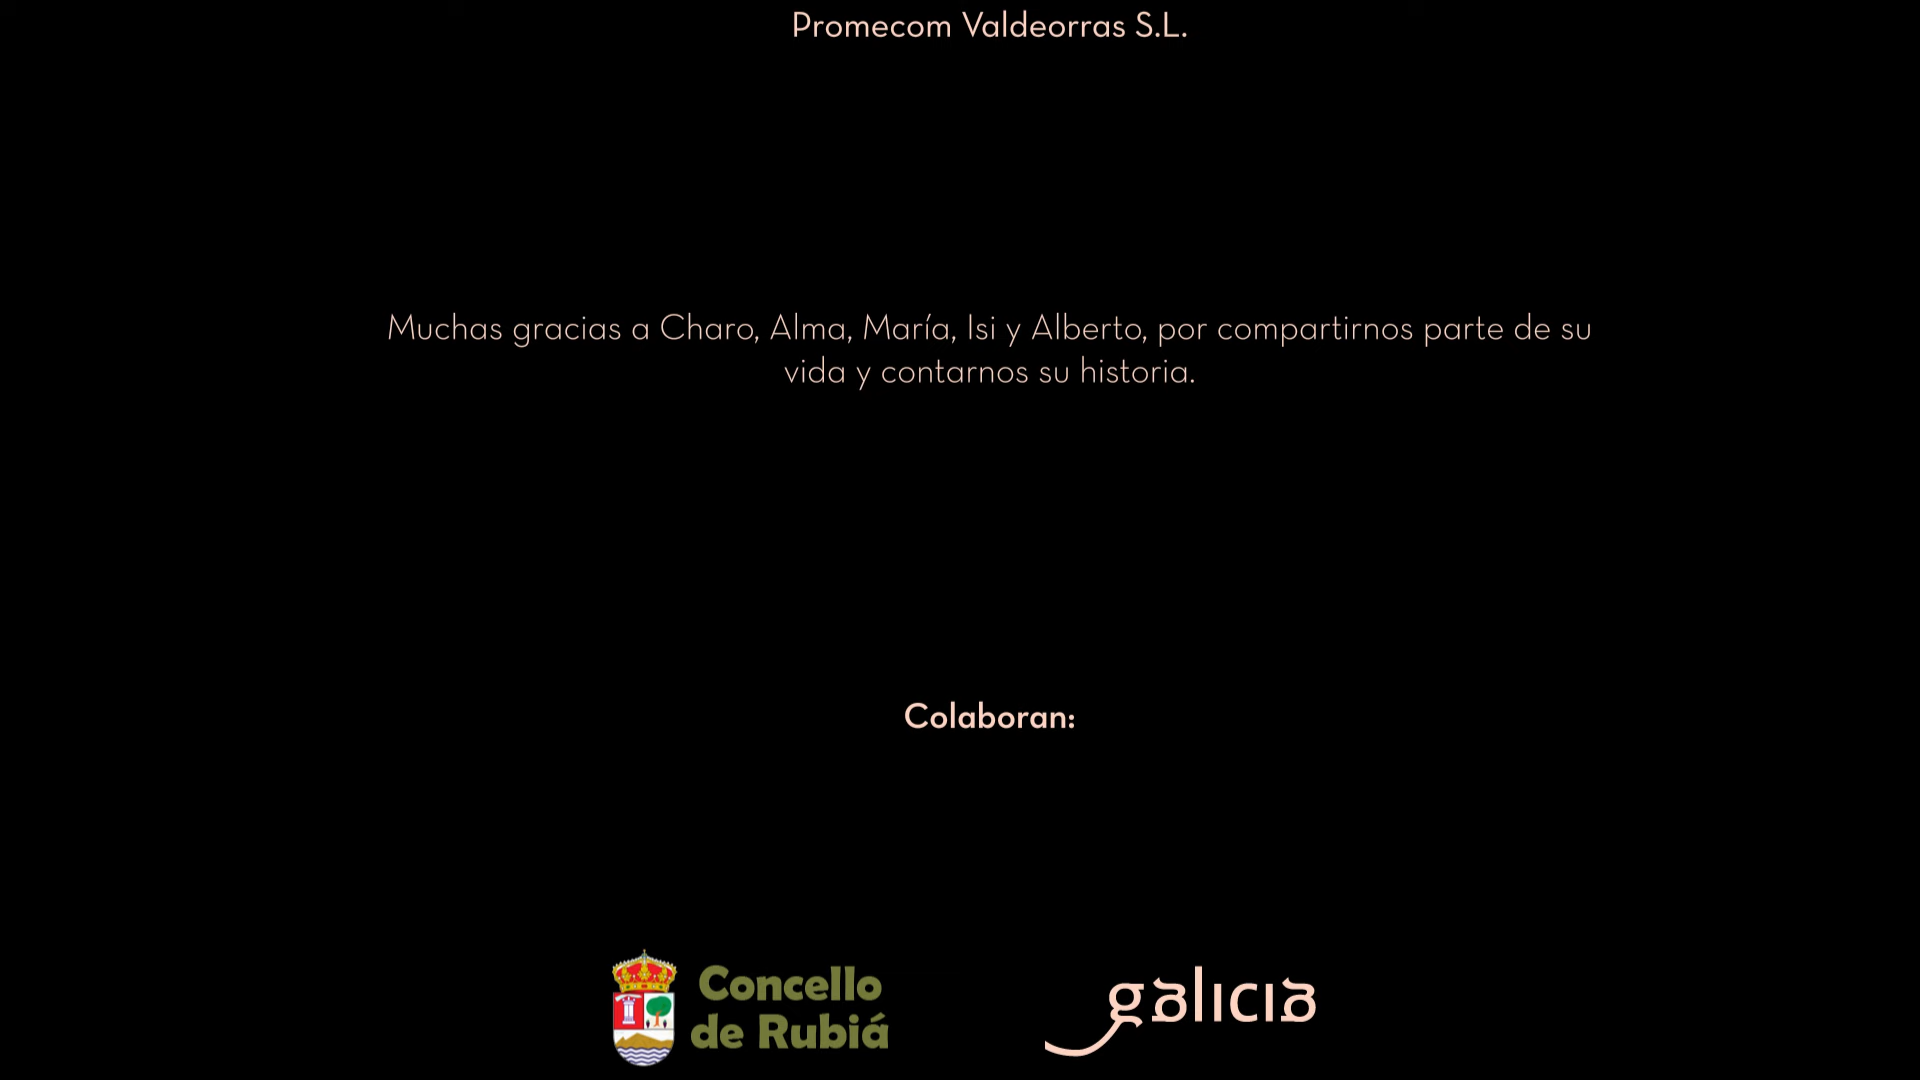 Promecom Valdeorras S.L.
Muchas gracias a Charo, Alma, María, Isi y Alberto, por compartirnos parte de su
vida y contarnos su historia.
Colaboran:
Concello
de Rubiá
galicia